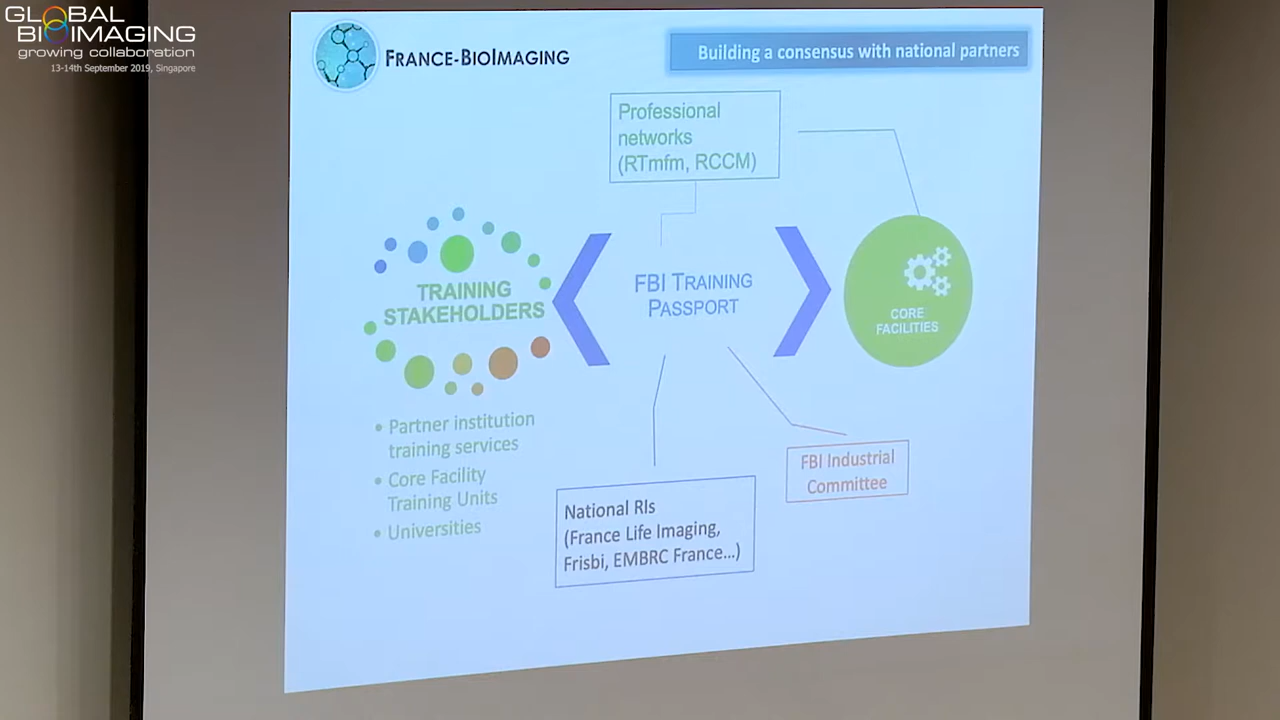 GLOBAL
BIOIMAGING
growing collaboration
13-14th September 2019, Singapore
FRANCE-BIOIMAGING
Building a consensus with national partners
Professional
networks
(RTmfm, RCCM)
TRAINING
STAKEHOLDERS
FBI TRAINING
PASSPORT
CORE
FACILITIES
• Partner institution
training services
• Core Facility
Training Units
• Universities
National RIs
(France Life Imaging,
Frisbi, EMBRC France...)
FBI Industrial
Committee